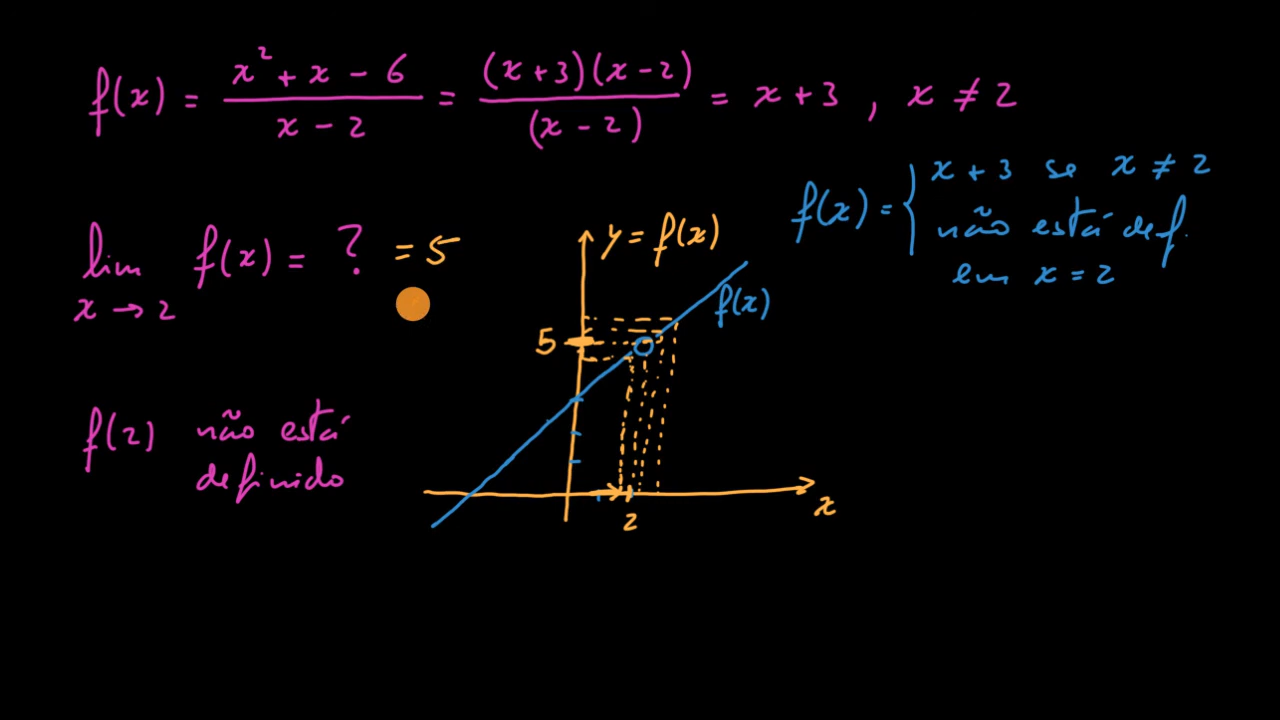 f(x) = (x² + x - 6)/(x - 2) = ((x + 3)(x - 2))/((x - 2)) = x + 3 , x ≠ 2
f(x) = { x + 3 se x ≠ 2
não está def.
em x = 2
lim x → 2 f(x) = ? = 5
y = f(x)
f(x)
5
f(2) não está
definido
2
x